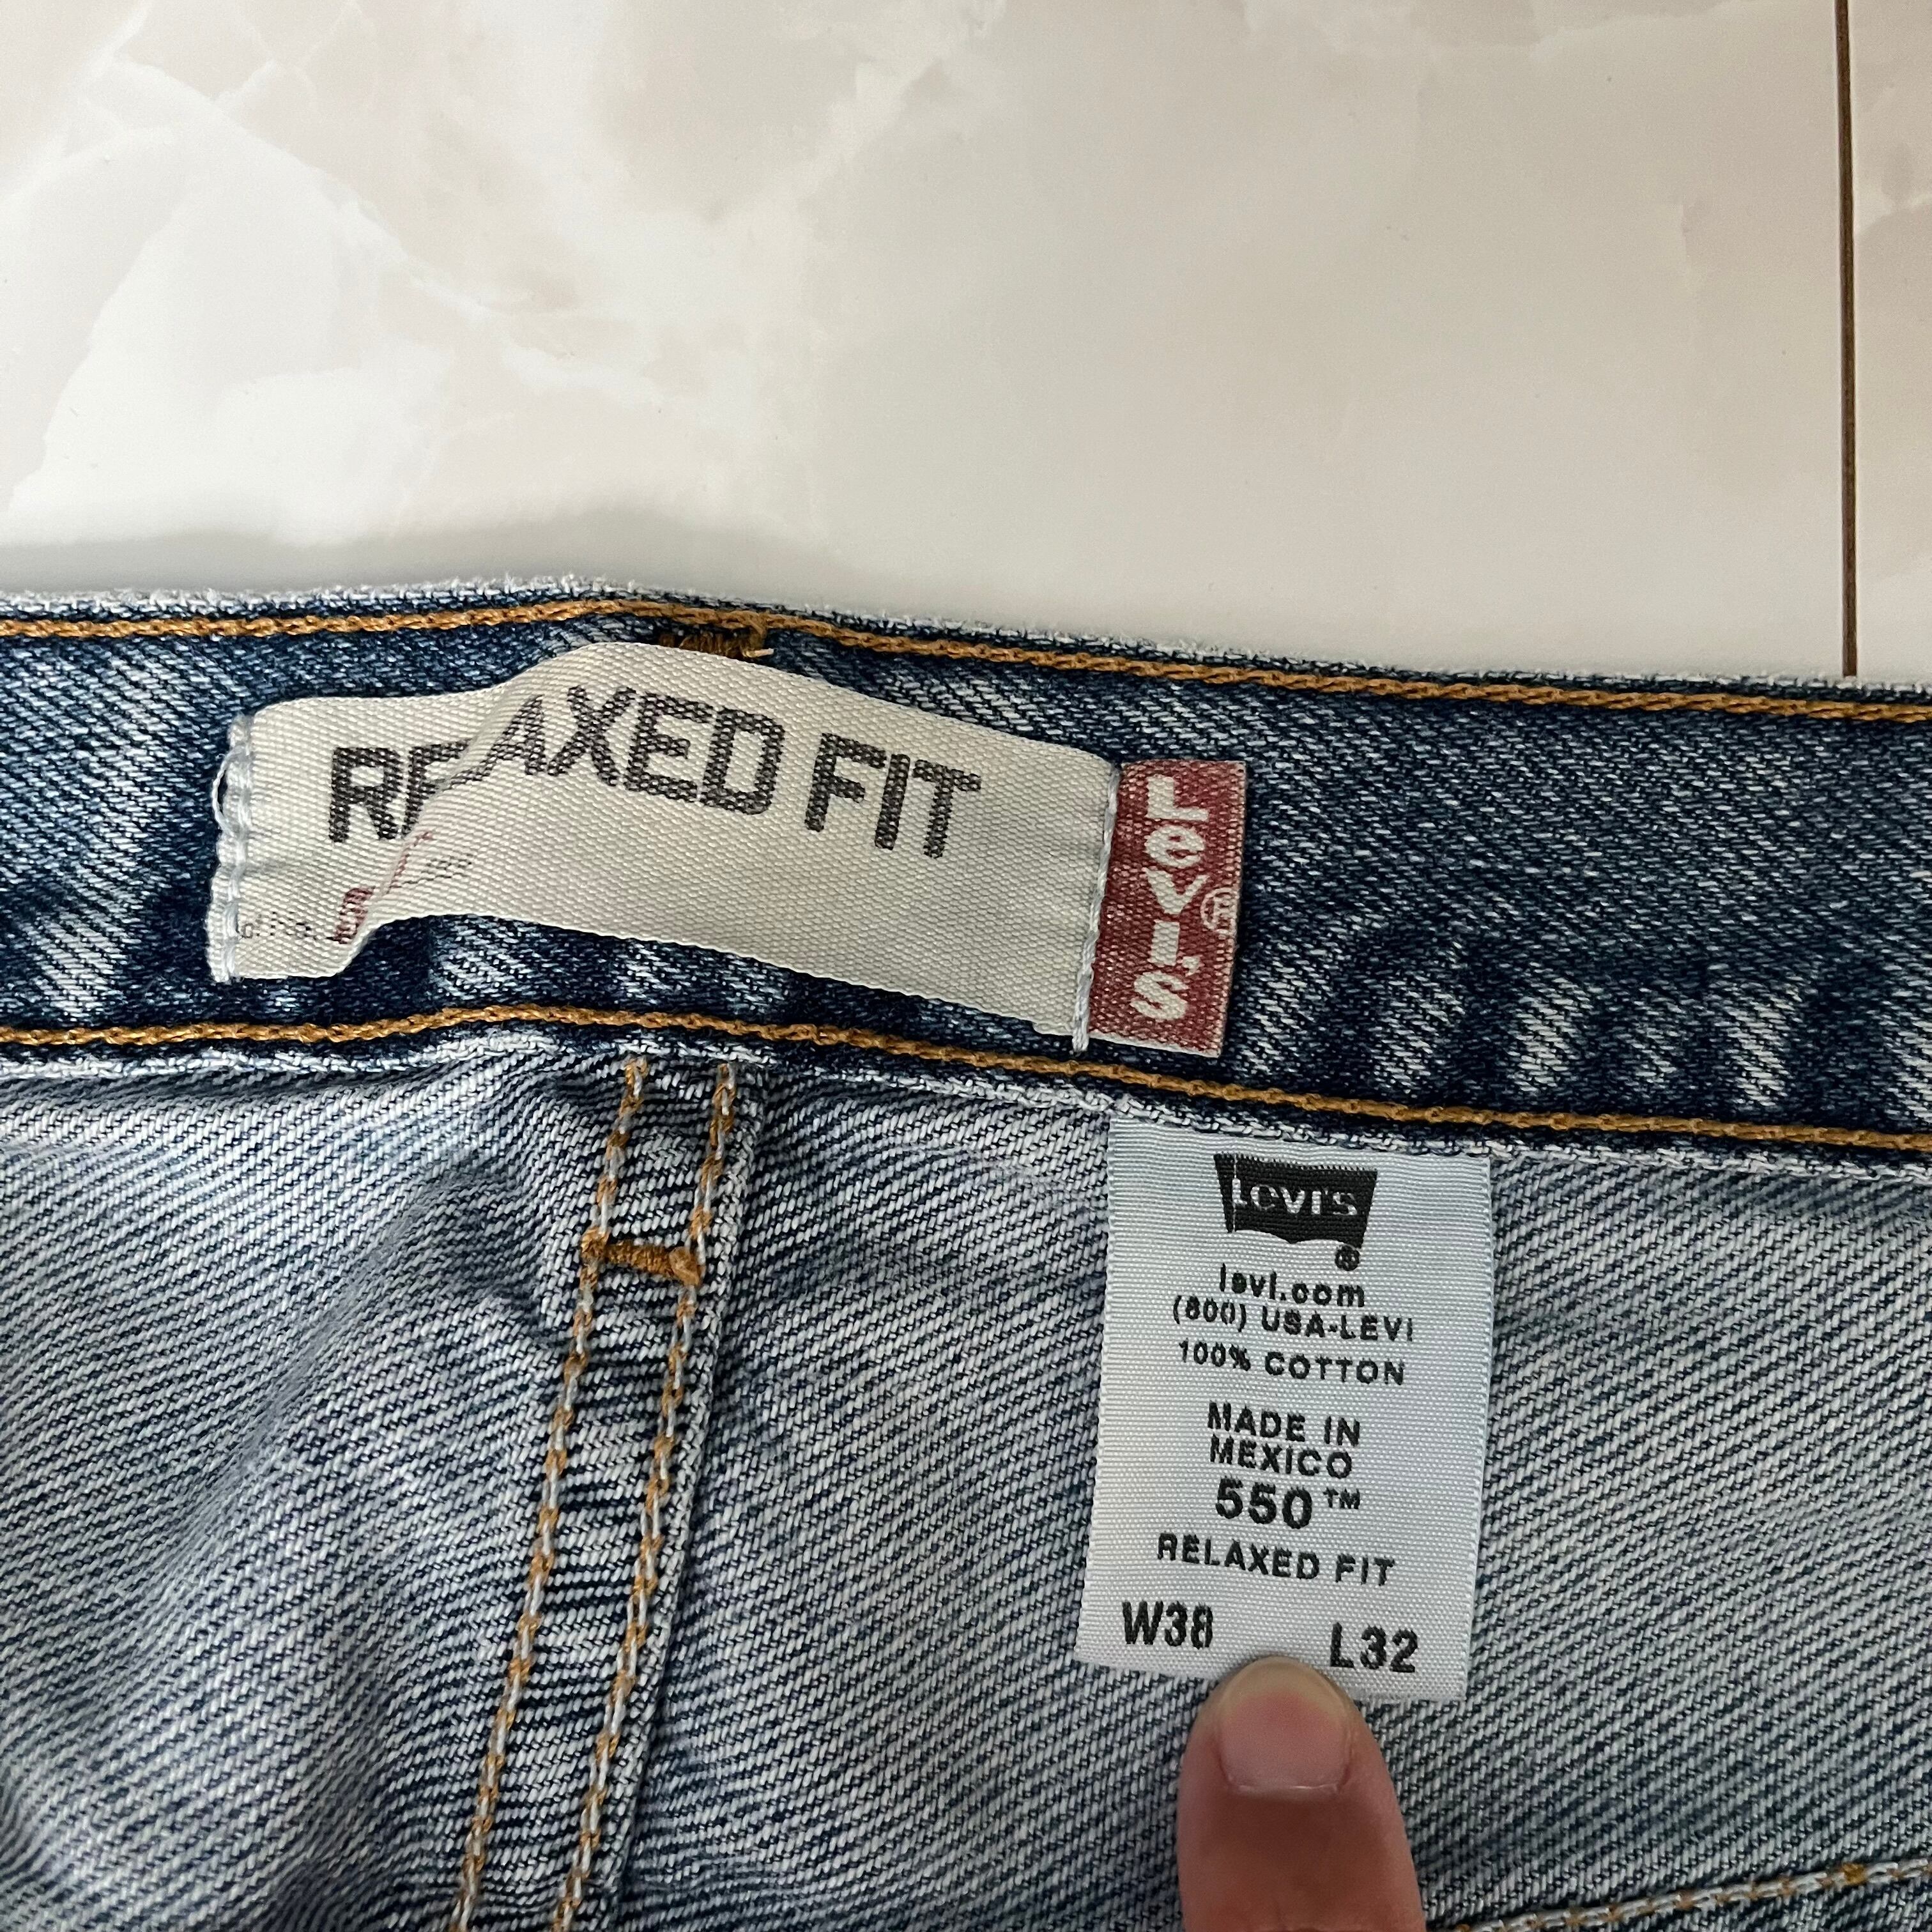 RELAXED FIT
LEVI'S®
Levi's
®
levi.com
(800) USA-LEVI
100% COTTON
MADE IN
MEXICO
550™
RELAXED FIT
W38 L32